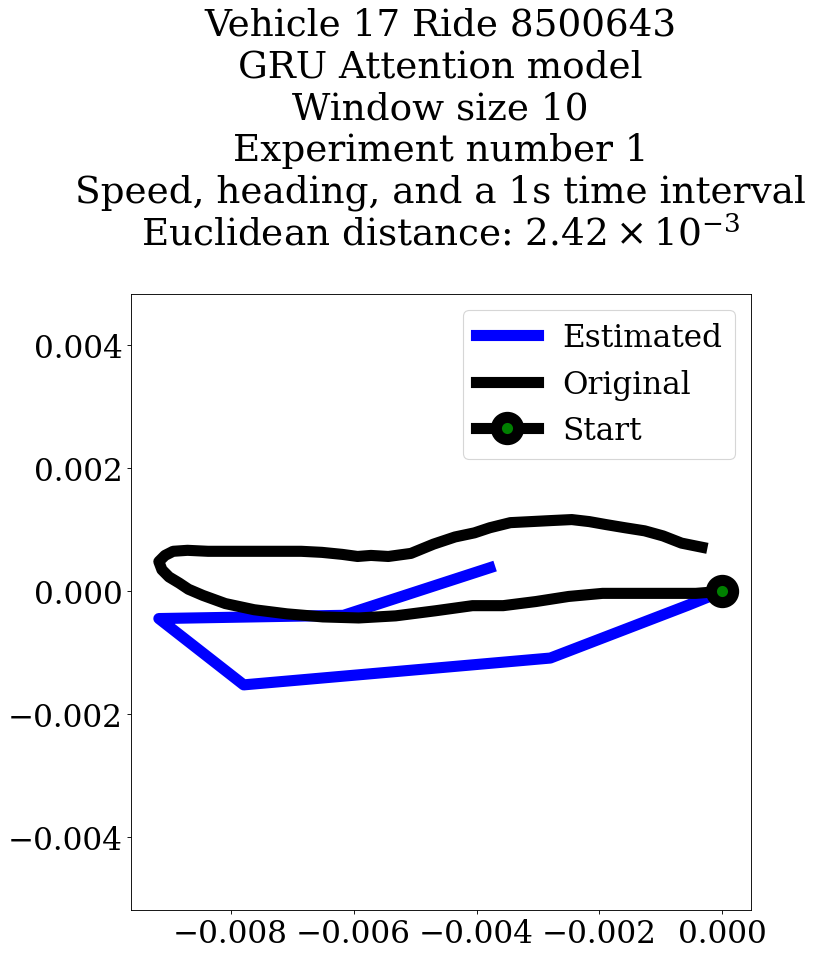 Vehicle 17 Ride 8500643
GRU Attention model
Window size 10
Experiment number 1
Speed, heading, and a 1s time interval
Euclidean distance: 2.42 × 10⁻³
Estimated
Original
Start
0.004
0.002
0.000
−0.002
−0.004
−0.008 −0.006 −0.004 −0.002 0.000